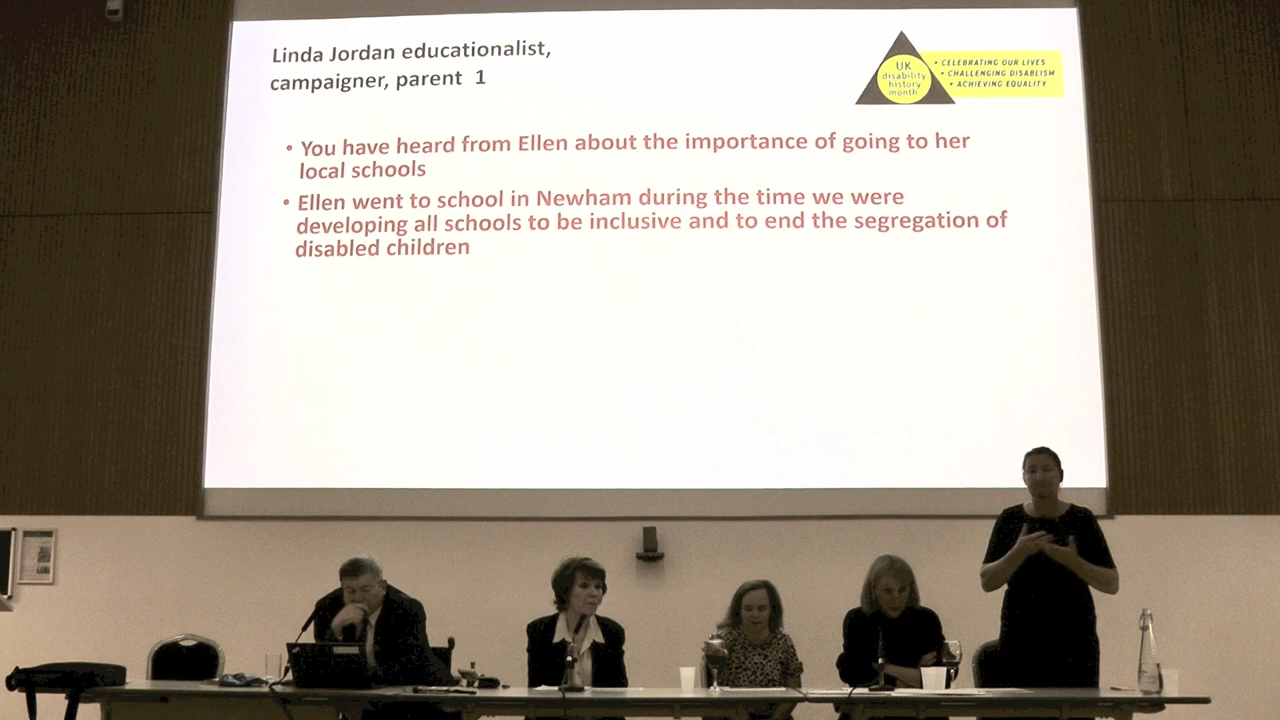 Linda Jordan educationalist,
campaigner, parent 1
UK
disability
history
month
• CELEBRATING OUR LIVES
• CHALLENGING DISABLISM
• ACHIEVING EQUALITY
• You have heard from Ellen about the importance of going to her
local schools
• Ellen went to school in Newham during the time we were
developing all schools to be inclusive and to end the segregation of
disabled children